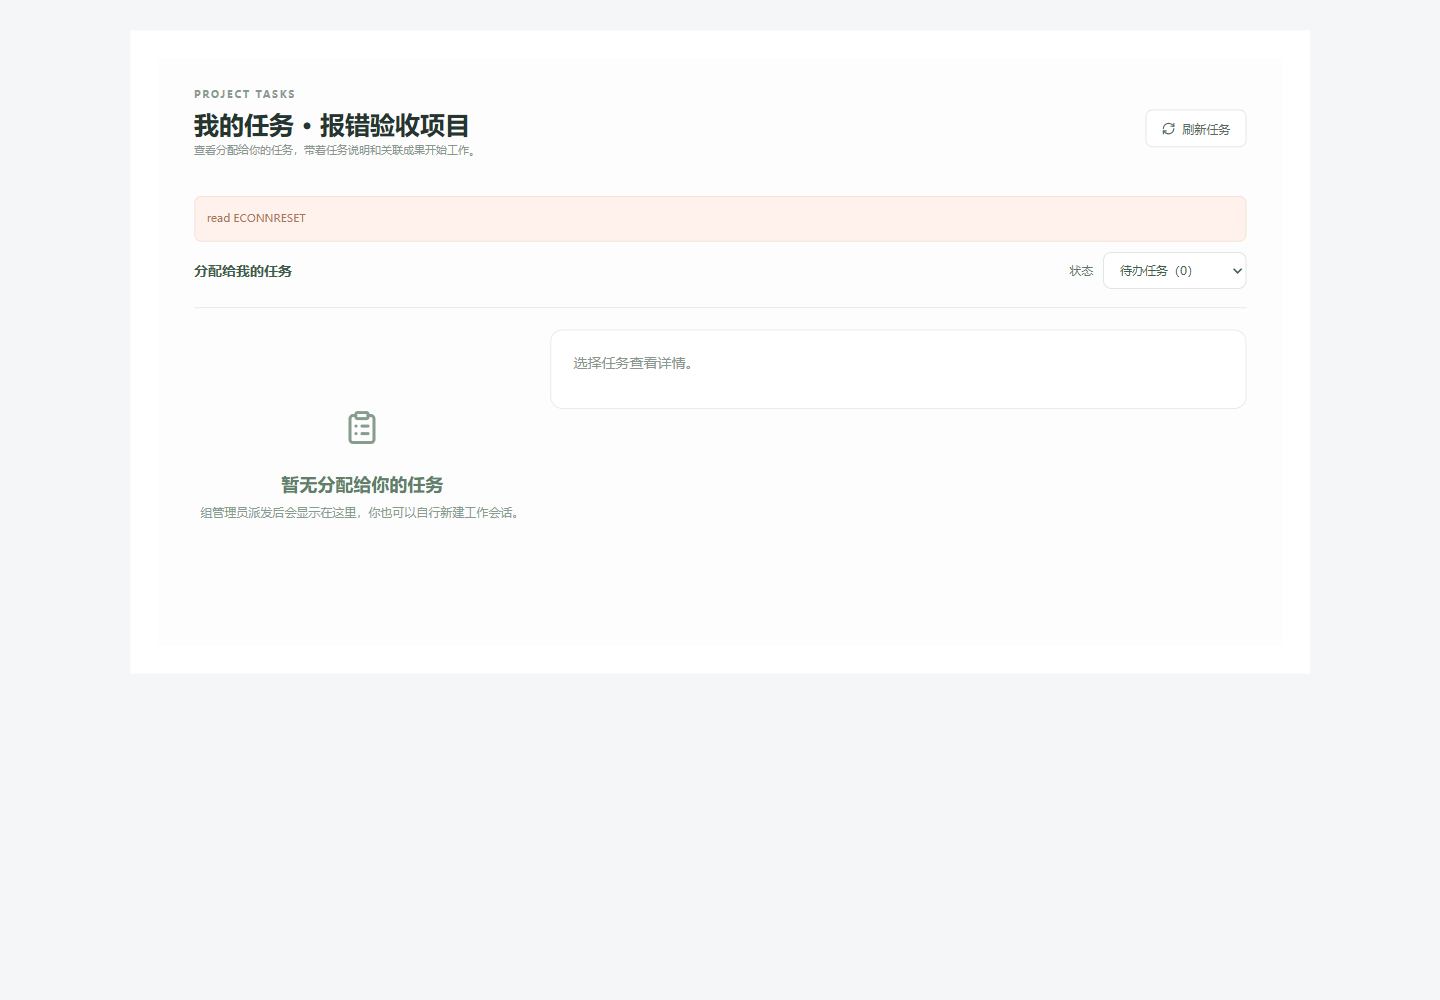 PROJECT TASKS
我的任务・报错验收项目
查看分配给你的任务，带着任务说明和关联成果开始工作。
刷新任务
read ECONNRESET
分配给我的任务
状态
待办任务（0）
选择任务查看详情。
暂无分配给你的任务
组管理员派发后会显示在这里，你也可以自行新建工作会话。